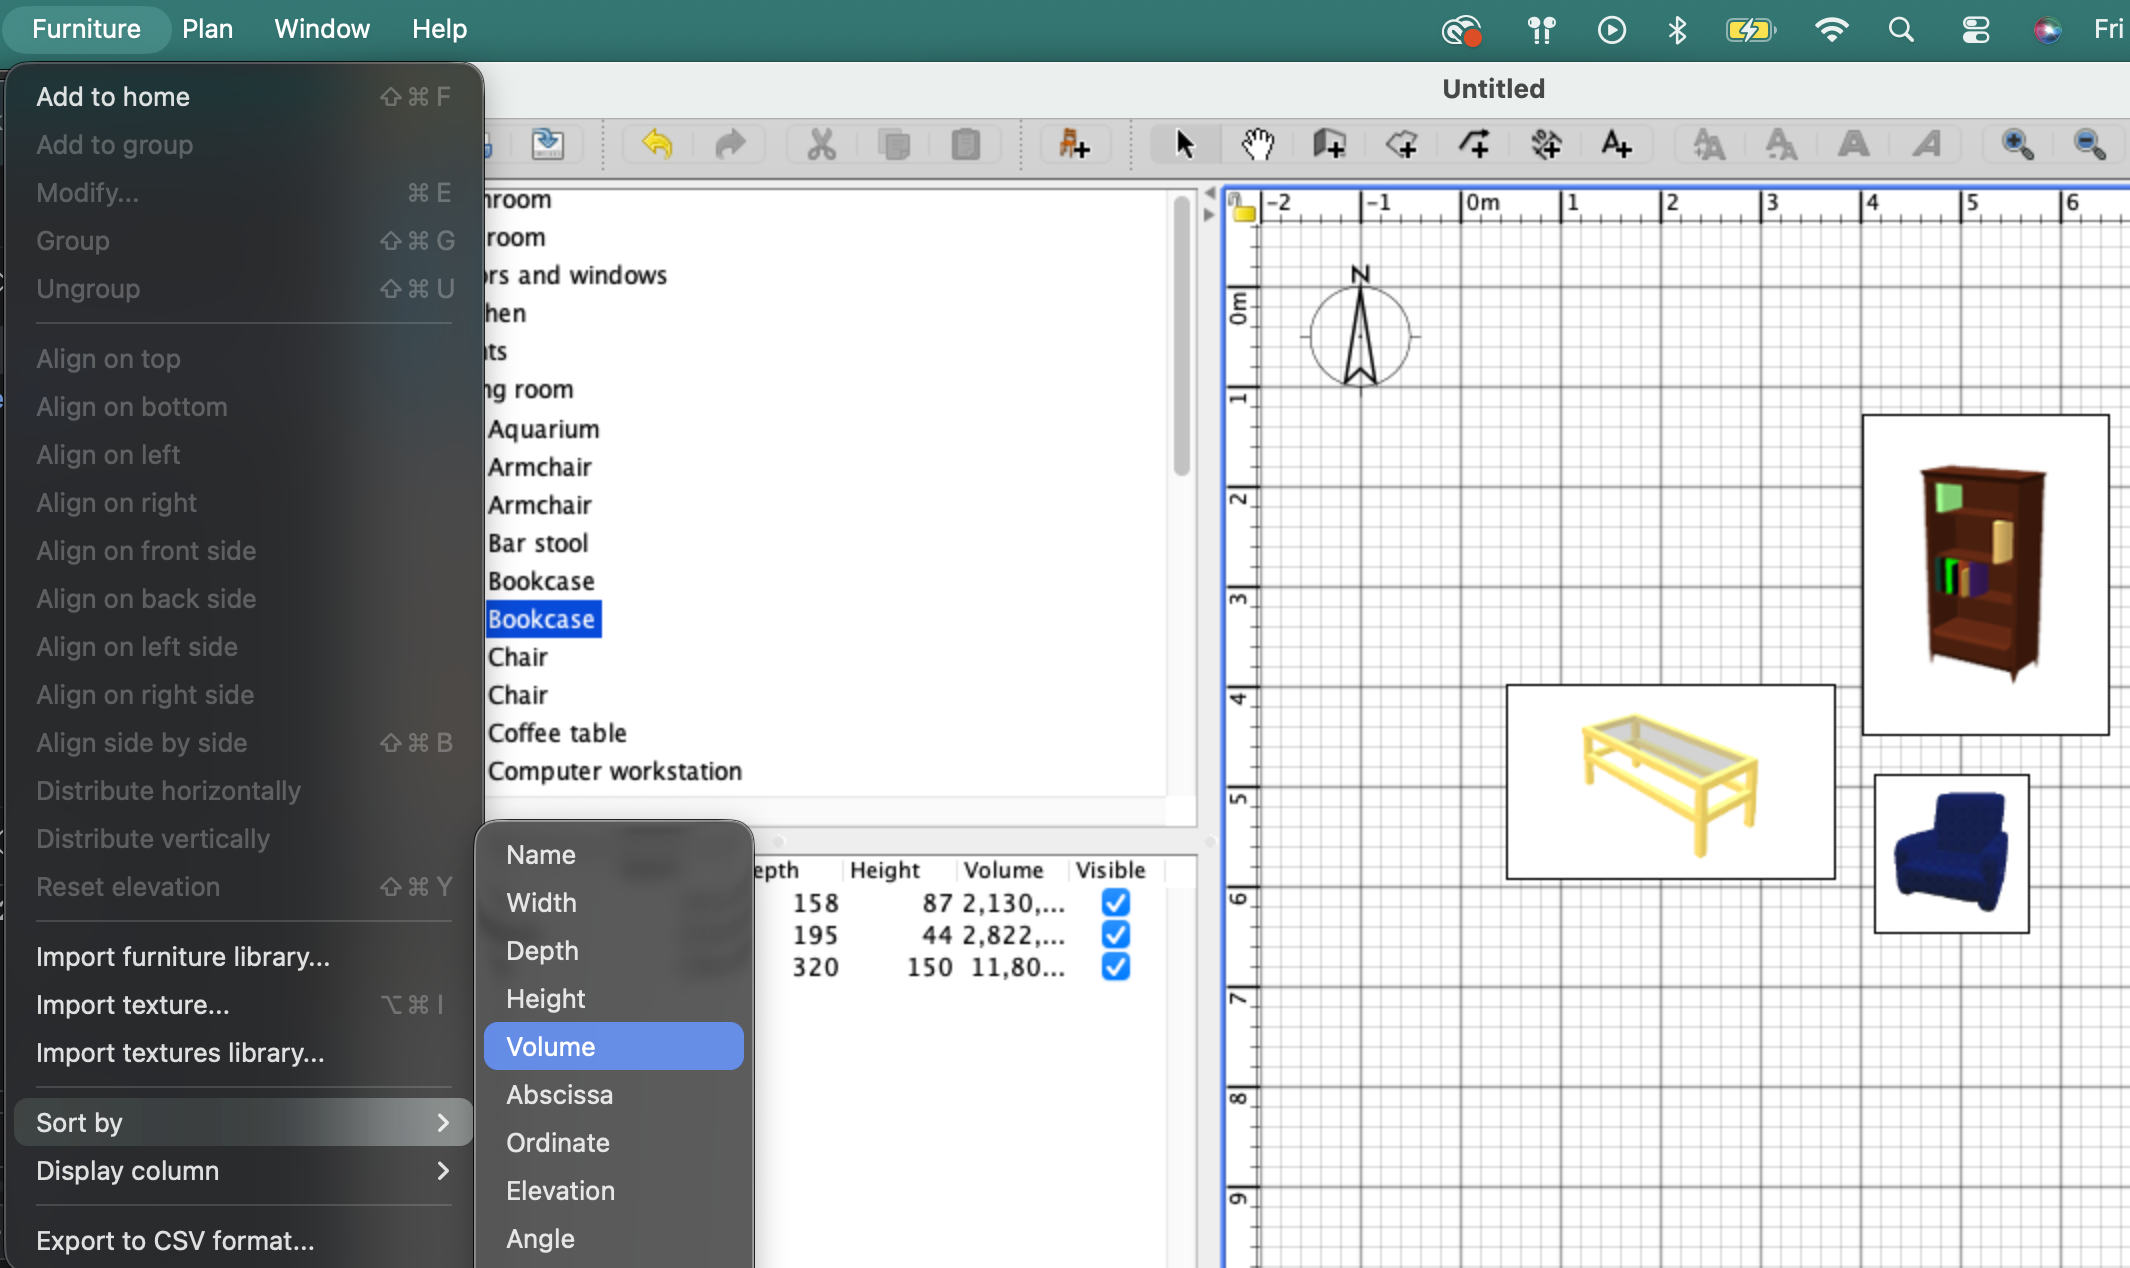 Furniture Plan Window Help Fri
Untitled
Add to home ⇧⌘F
Add to group
Modify... ⌘E
Group ⇧⌘G
Ungroup ⇧⌘U
Align on top
Align on bottom
Align on left
Align on right
Align on front side
Align on back side
Align on left side
Align on right side
Align side by side ⇧⌘B
Distribute horizontally
Distribute vertically
Reset elevation ⇧⌘Y
Import furniture library...
Import texture... ⌥⌘I
Import textures library...
Sort by
Display column
Export to CSV format...
Name
Width
Depth
Height
Volume
Abscissa
Ordinate
Elevation
Angle
room
room
ors and windows
hen
ts
ng room
Aquarium
Armchair
Armchair
Bar stool
Bookcase
Bookcase
Chair
Chair
Coffee table
Computer workstation
epth Height Volume Visible
158 87 2,130,...
195 44 2,822,...
320 150 11,80...
-2 -1 0m 1 2 3 4 5 6
N
0m
1
2
3
4
5
6
7
8
9